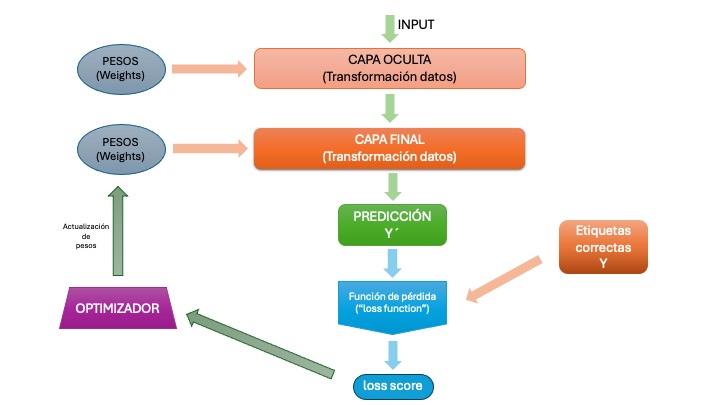 INPUT
PESOS
(Weights)
CAPA OCULTA
(Transformación datos)
PESOS
(Weights)
CAPA FINAL
(Transformación datos)
PREDICCIÓN
Y´
Etiquetas
correctas
Y
Actualización
de
pesos
Función de pérdida
("loss function")
OPTIMIZADOR
loss score